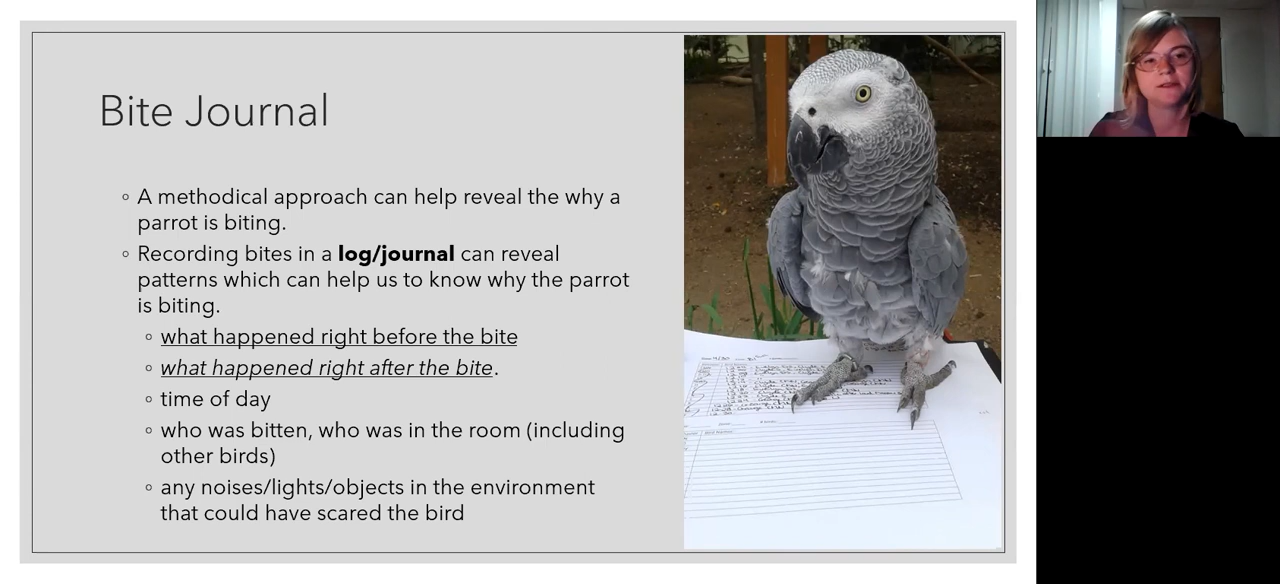 Bite Journal
◦ A methodical approach can help reveal the why a
parrot is biting.
◦ Recording bites in a log/journal can reveal
patterns which can help us to know why the parrot
is biting.
◦ what happened right before the bite
◦ what happened right after the bite.
◦ time of day
◦ who was bitten, who was in the room (including
other birds)
◦ any noises/lights/objects in the environment
that could have scared the bird